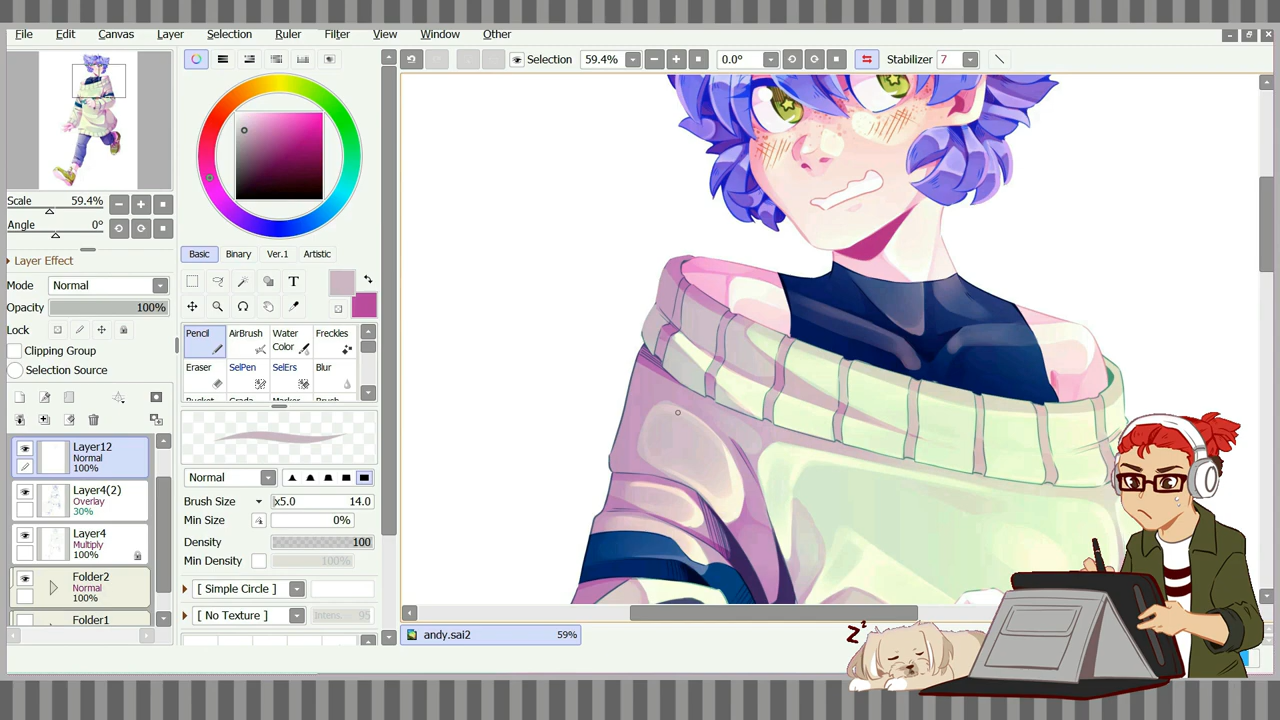 File Edit Canvas Layer Selection Ruler Filter View Window Other
Selection 59.4% 0.0° Stabilizer 7
Scale 59.4%
Angle 0°
Layer Effect
Mode Normal
Opacity 100%
Lock
Clipping Group
Selection Source
Layer12
Normal
100%
Layer4(2)
Overlay
30%
Layer4
Multiply
100%
Folder2
Normal
100%
Folder1
Basic Binary Ver.1 Artistic
T
Pencil AirBrush Water Color Freckles
Eraser SelPen SelErs Blur
Bucket Grada Marker Brush
Normal
Brush Size x5.0 14.0
Min Size 0%
Density 100
Min Density 100%
[ Simple Circle ]
[ No Texture ] Intens. 95
andy.sai2 59%
Z Z